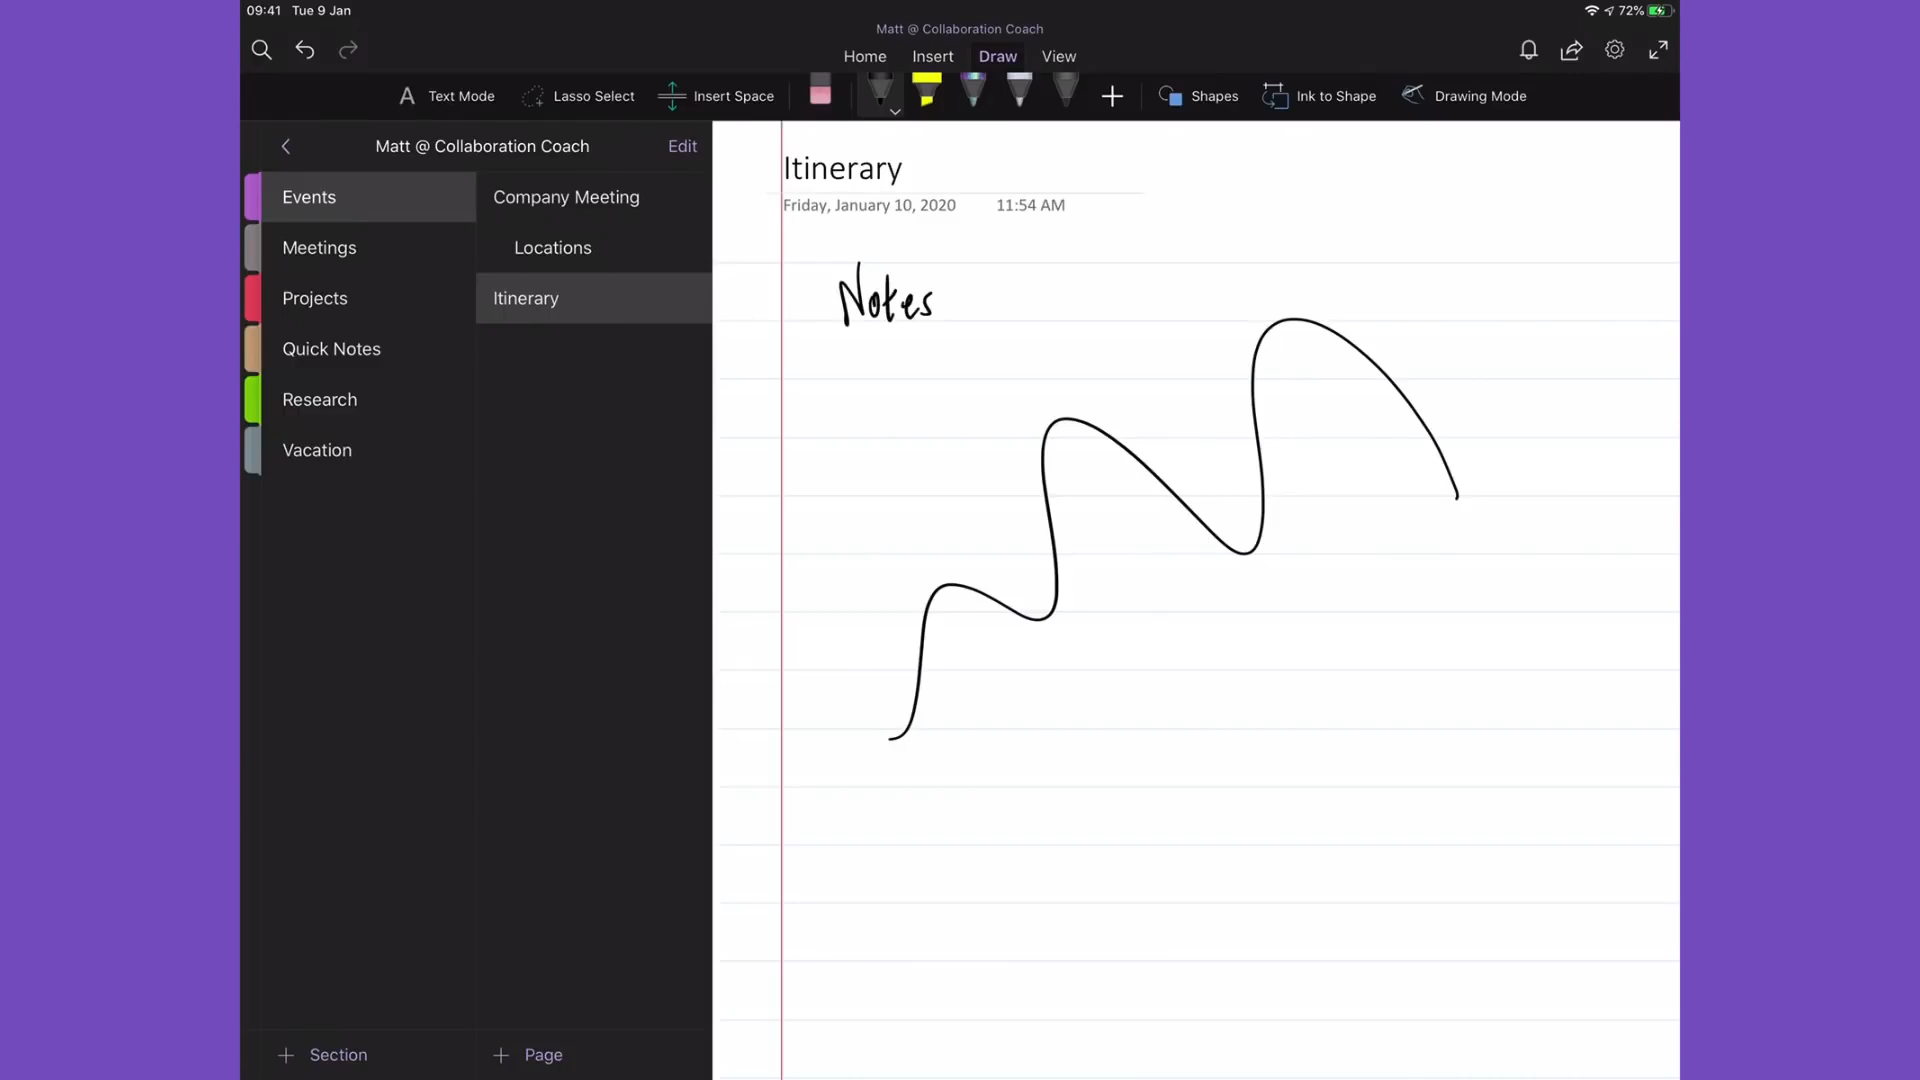 09:41 Tue 9 Jan 72%
Matt @ Collaboration Coach
Home Insert Draw View
A Text Mode Lasso Select Insert Space Shapes Ink to Shape Drawing Mode
Matt @ Collaboration Coach Edit
Events
Meetings
Projects
Quick Notes
Research
Vacation
Company Meeting
Locations
Itinerary
Section
Page
Itinerary
Friday, January 10, 2020 11:54 AM
Notes